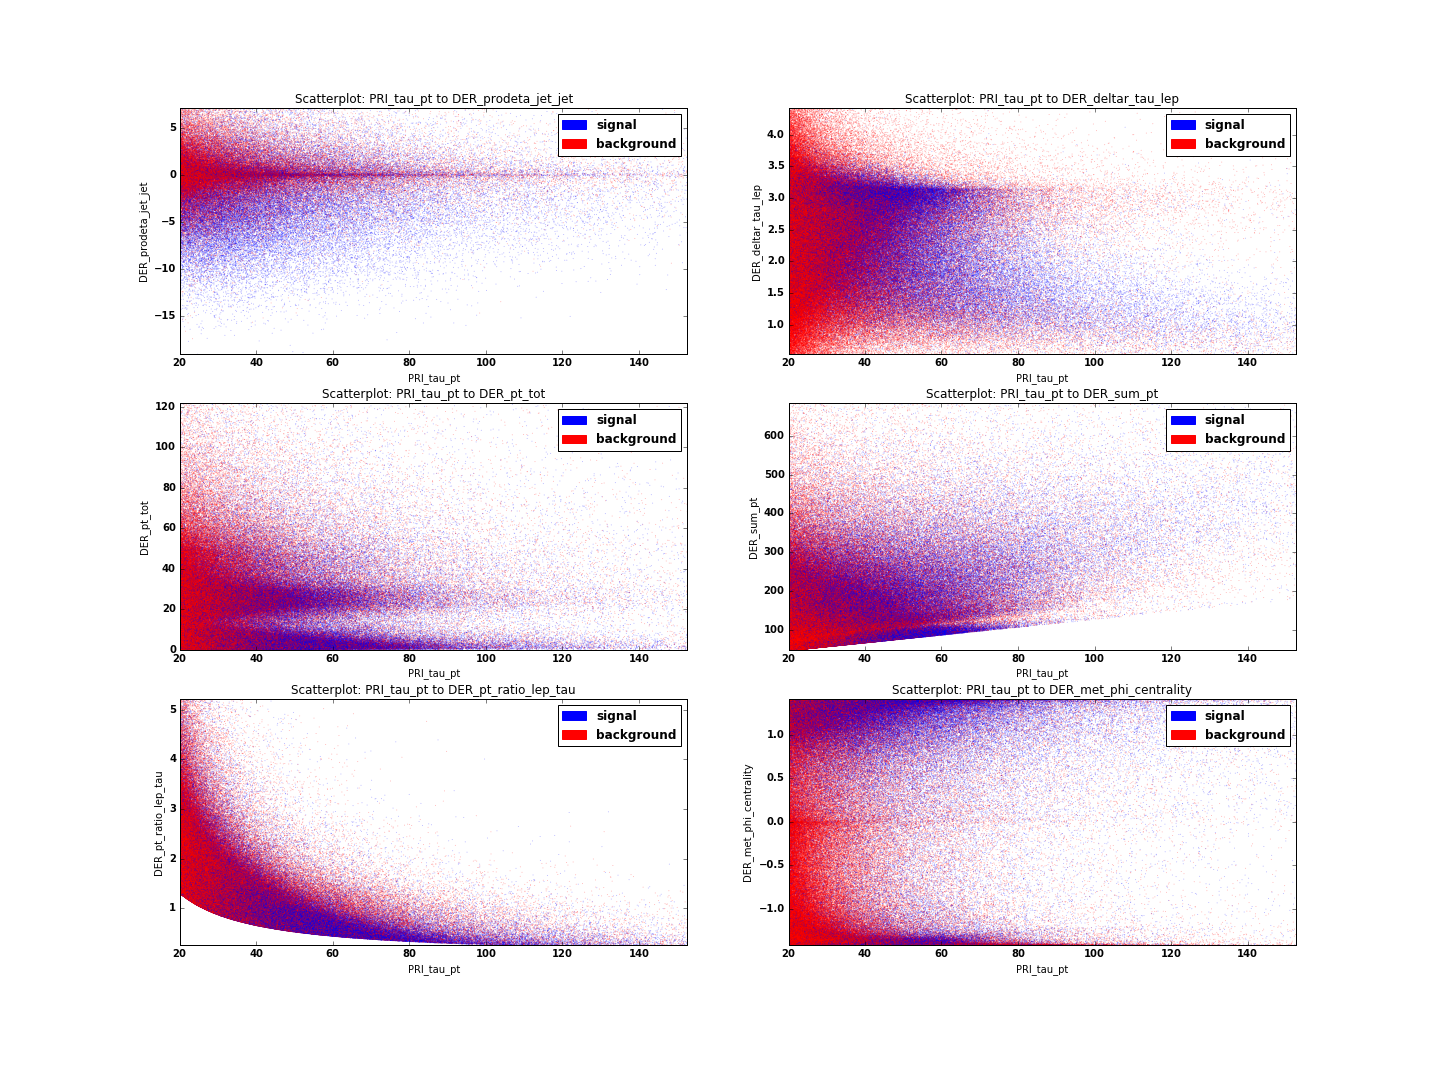 Scatterplot: PRI_tau_pt to DER_prodeta_jet_jet
signal
background
5
0
−5
−10
−15
DER_prodeta_jet_jet
20 40 60 80 100 120 140
PRI_tau_pt
Scatterplot: PRI_tau_pt to DER_deltar_tau_lep
signal
background
4.0
3.5
3.0
2.5
2.0
1.5
1.0
DER_deltar_tau_lep
20 40 60 80 100 120 140
PRI_tau_pt
Scatterplot: PRI_tau_pt to DER_pt_tot
signal
background
120
100
80
60
40
20
0
DER_pt_tot
20 40 60 80 100 120 140
PRI_tau_pt
Scatterplot: PRI_tau_pt to DER_sum_pt
signal
background
600
500
400
300
200
100
DER_sum_pt
20 40 60 80 100 120 140
PRI_tau_pt
Scatterplot: PRI_tau_pt to DER_pt_ratio_lep_tau
signal
background
5
4
3
2
1
DER_pt_ratio_lep_tau
20 40 60 80 100 120 140
PRI_tau_pt
Scatterplot: PRI_tau_pt to DER_met_phi_centrality
signal
background
1.0
0.5
0.0
−0.5
−1.0
DER_met_phi_centrality
20 40 60 80 100 120 140
PRI_tau_pt